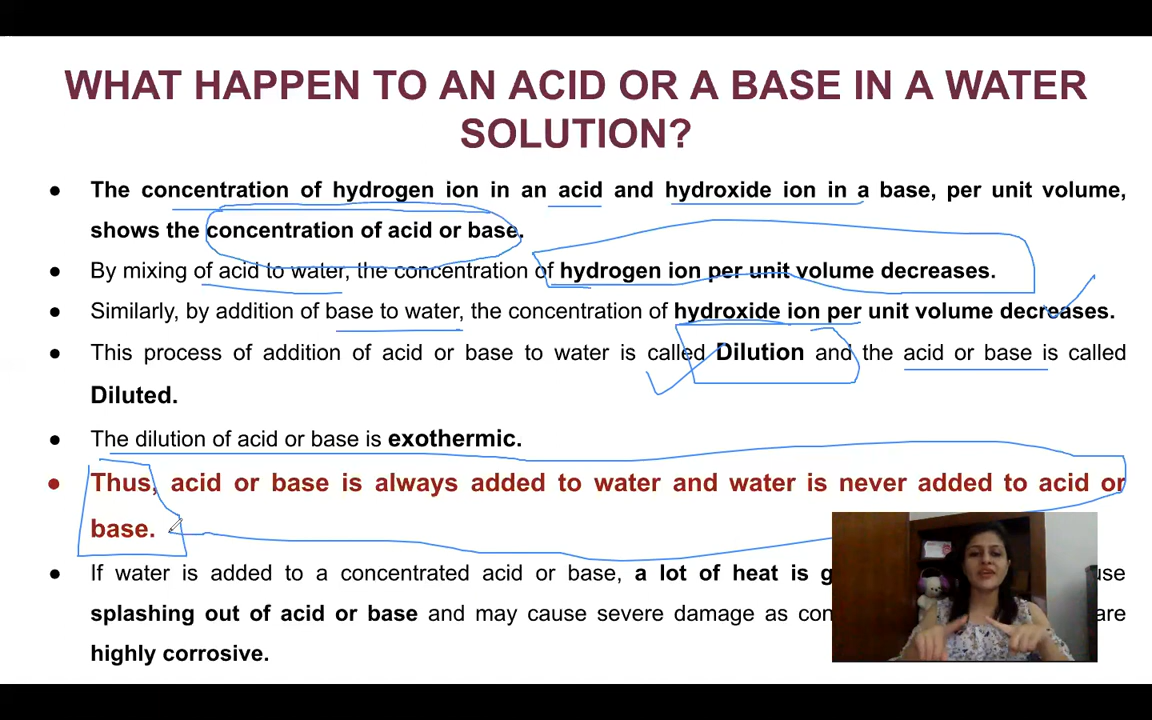 WHAT HAPPEN TO AN ACID OR A BASE IN A WATER
SOLUTION?
● The concentration of hydrogen ion in an acid and hydroxide ion in a base, per unit volume,
shows the concentration of acid or base.
● By mixing of acid to water, the concentration of hydrogen ion per unit volume decreases.
● Similarly, by addition of base to water, the concentration of hydroxide ion per unit volume decreases.
● This process of addition of acid or base to water is called Dilution and the acid or base is called
Diluted.
● The dilution of acid or base is exothermic.
● Thus, acid or base is always added to water and water is never added to acid or
base.
● If water is added to a concentrated acid or base, a lot of heat is
splashing out of acid or base and may cause severe damage as are
highly corrosive.